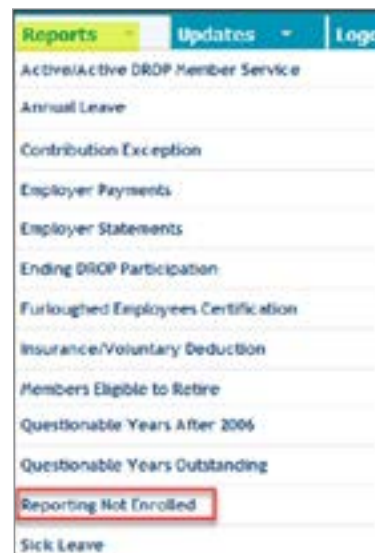 Reports Updates Logo
Active/Active DROP Member Service
Annual Leave
Contribution Exception
Employer Payments
Employer Statements
Ending DROP Participation
Furloughed Employees Certification
Insurance/Voluntary Deduction
Members Eligible to Retire
Questionable Years After 2006
Questionable Years Outstanding
Reporting Not Enrolled
Sick Leave